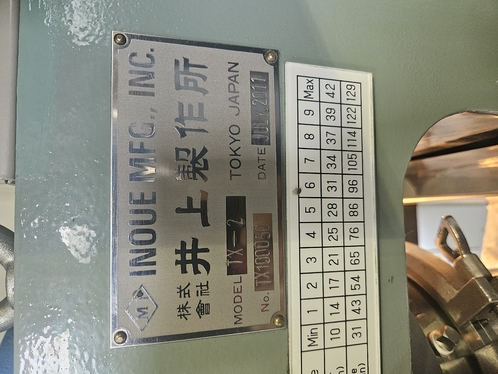 M.P. INOUE MFG., INC.
株式
會社 井上製作所
MODEL TX-2 TOKYO JAPAN
DATE JUL. 2011
Min 1 2 3 4 5 6 7 8 9 Max
10 14 17 21 25 28 31 34 37 39 42
31 43 54 65 76 86 96 105 114 122 129